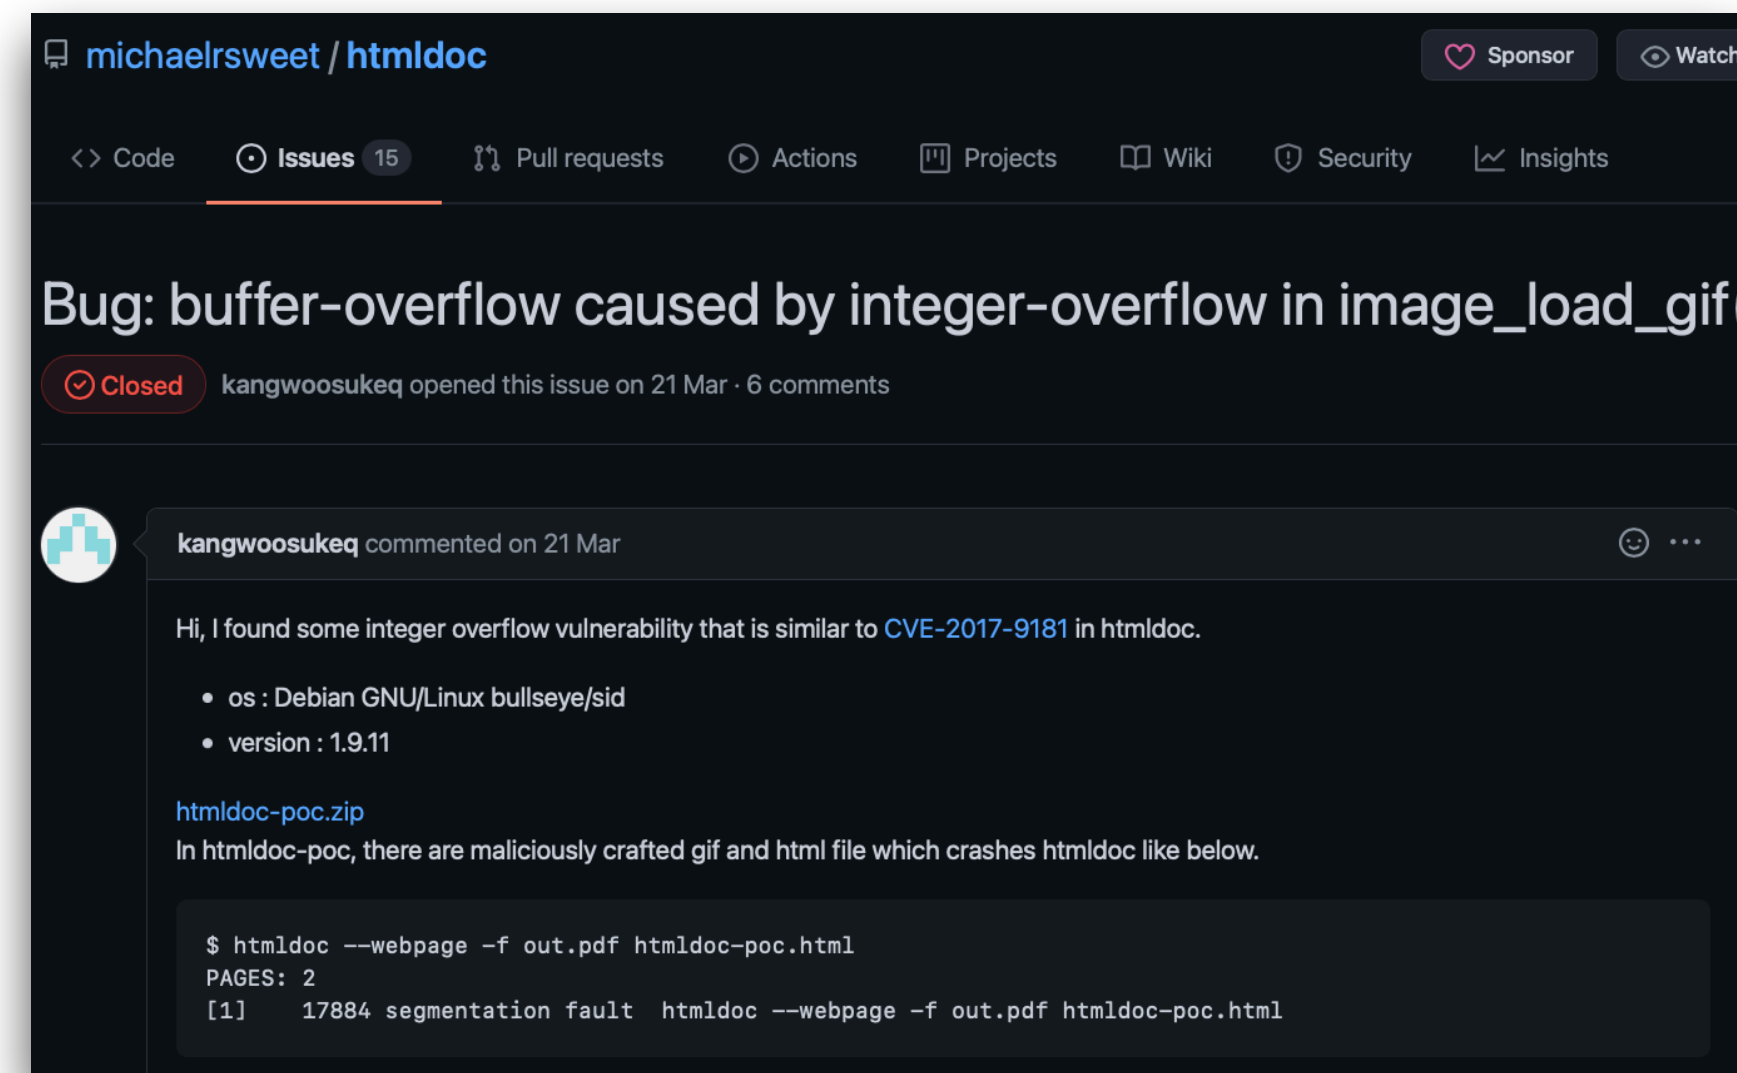 michaelrsweet / htmldoc
Sponsor
Watch
Code
Issues 15
Pull requests
Actions
Projects
Wiki
Security
Insights
Bug: buffer-overflow caused by integer-overflow in image_load_gif(
Closed
kangwoosukeq opened this issue on 21 Mar · 6 comments
kangwoosukeq commented on 21 Mar
Hi, I found some integer overflow vulnerability that is similar to CVE-2017-9181 in htmldoc.
• os : Debian GNU/Linux bullseye/sid
• version : 1.9.11
htmldoc-poc.zip
In htmldoc-poc, there are maliciously crafted gif and html file which crashes htmldoc like below.
$ htmldoc --webpage -f out.pdf htmldoc-poc.html
PAGES: 2
[1]    17884 segmentation fault  htmldoc --webpage -f out.pdf htmldoc-poc.html